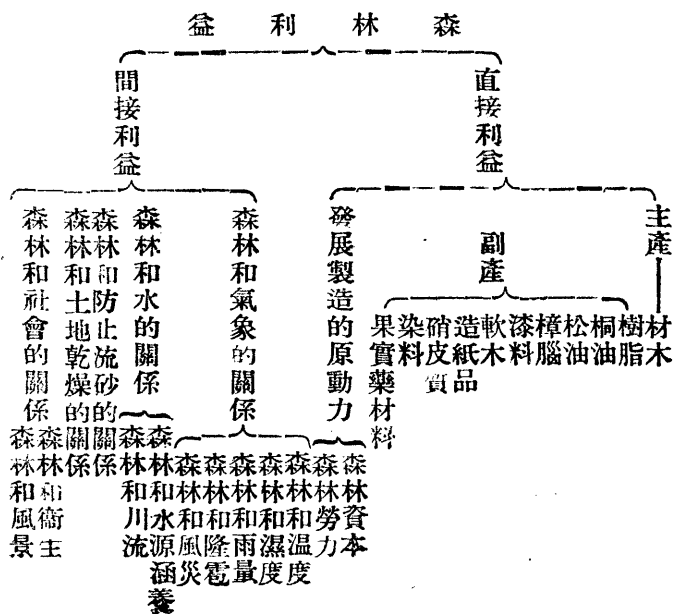 森林利益
直接利益
主產
材木
副產
樹脂
桐油
松油
樟腦
漆料
軟木
造紙品
硝皮質
染料
果實藥材料
發展製造的原動力
森林資本
森林勞力
間接利益
森林和氣象的關係
森林和溫度
森林和濕度
森林和雨量
森林和隆雹
森林和風災
森林和水的關係
森林和水源涵養
森林和川流
森林和防止流砂的關係
森林和土地乾燥的關係
森林和社會的關係
森林和衞主
森林和風景